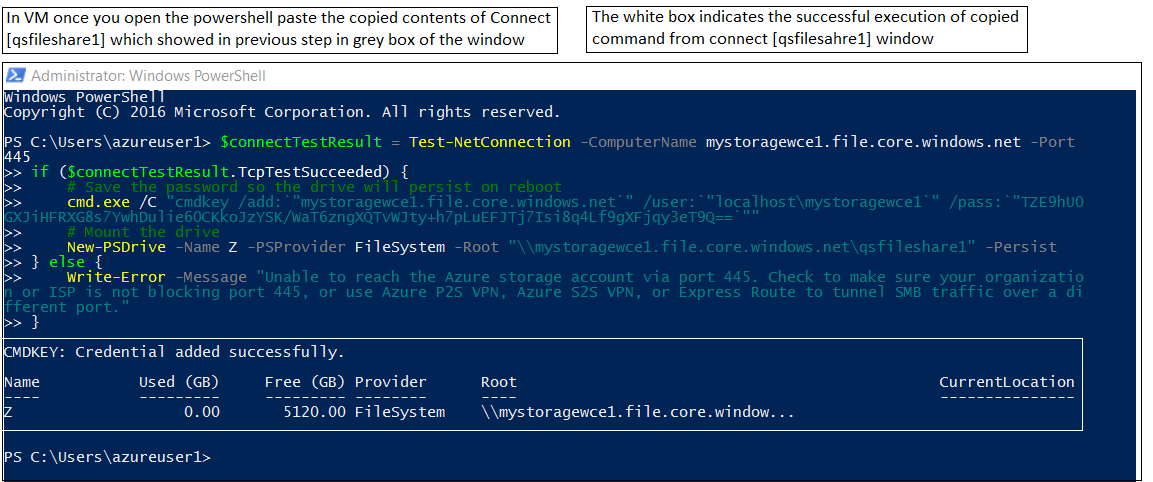 In VM once you open the powershell paste the copied contents of Connect
[qsfileshare1] which showed in previous step in grey box of the window
The white box indicates the successful execution of copied
command from connect [qsfilesahre1] window
Administrator: Windows PowerShell
Windows PowerShell
Copyright (C) 2016 Microsoft Corporation. All rights reserved.
PS C:\Users\azureuser1> $connectTestResult = Test-NetConnection -ComputerName mystoragewce1.file.core.windows.net -Port
445
>> if ($connectTestResult.TcpTestSucceeded) {
>>     # Save the password so the drive will persist on reboot
>>     cmd.exe /C "cmdkey /add:`"mystoragewce1.file.core.windows.net`" /user:`"localhost\mystoragewce1`" /pass:`"TZE9hUO
GXJiHFRXG8s7YwhDulie6OCKkoJzYSK/WaT6zngXQTvWJty+h7pLuEFJTj7Isi8q4Lf9gXFjqy3eT9Q==`""
>>     # Mount the drive
>>     New-PSDrive -Name Z -PSProvider FileSystem -Root "\\mystoragewce1.file.core.windows.net\qsfileshare1" -Persist
>> } else {
>>     Write-Error -Message "Unable to reach the Azure storage account via port 445. Check to make sure your organizatio
n or ISP is not blocking port 445, or use Azure P2S VPN, Azure S2S VPN, or Express Route to tunnel SMB traffic over a di
fferent port."
>> }
CMDKEY: Credential added successfully.
Name Used (GB) Free (GB) Provider Root CurrentLocation
---- --------- --------- -------- ---- ---------------
Z 0.00 5120.00 FileSystem \\mystoragewce1.file.core.window...
PS C:\Users\azureuser1>